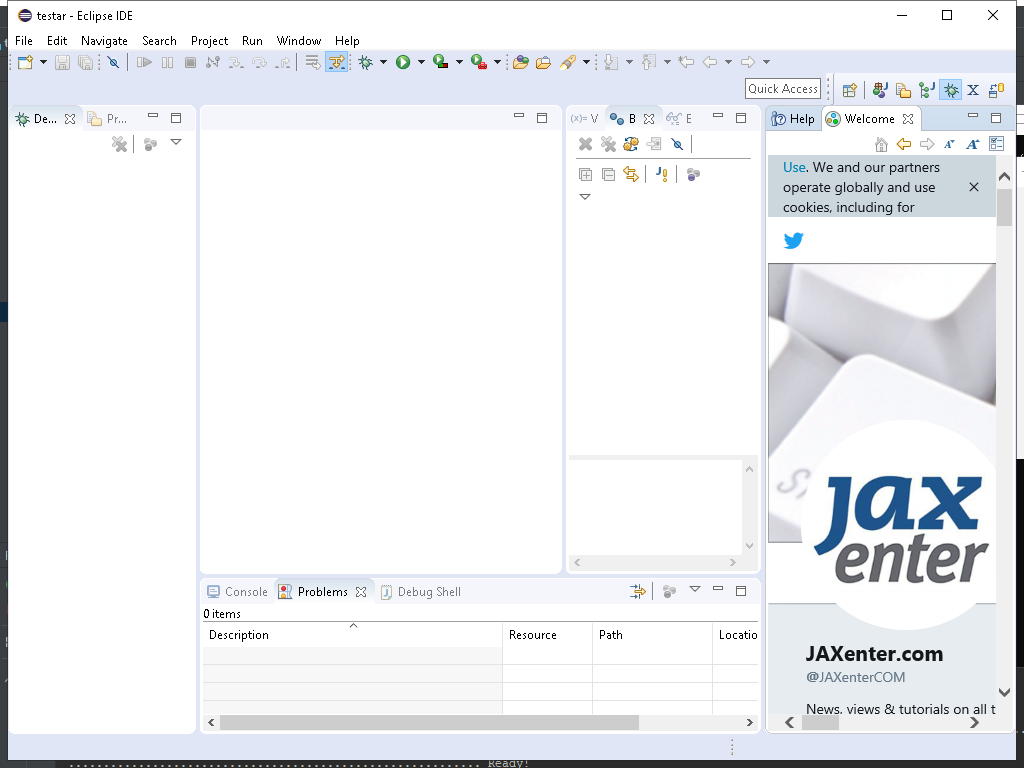 testar - Eclipse IDE
File Edit Navigate Search Project Run Window Help
Quick Access
De...
Pr...
(x)= V
B
E
Help
Welcome
Use. We and our partners
operate globally and use
cookies, including for
jax
enter
JAXenter.com
@JAXenterCOM
News, views & tutorials on all t
Console
Problems
Debug Shell
0 items
Description Resource Path Locatio
Ready!